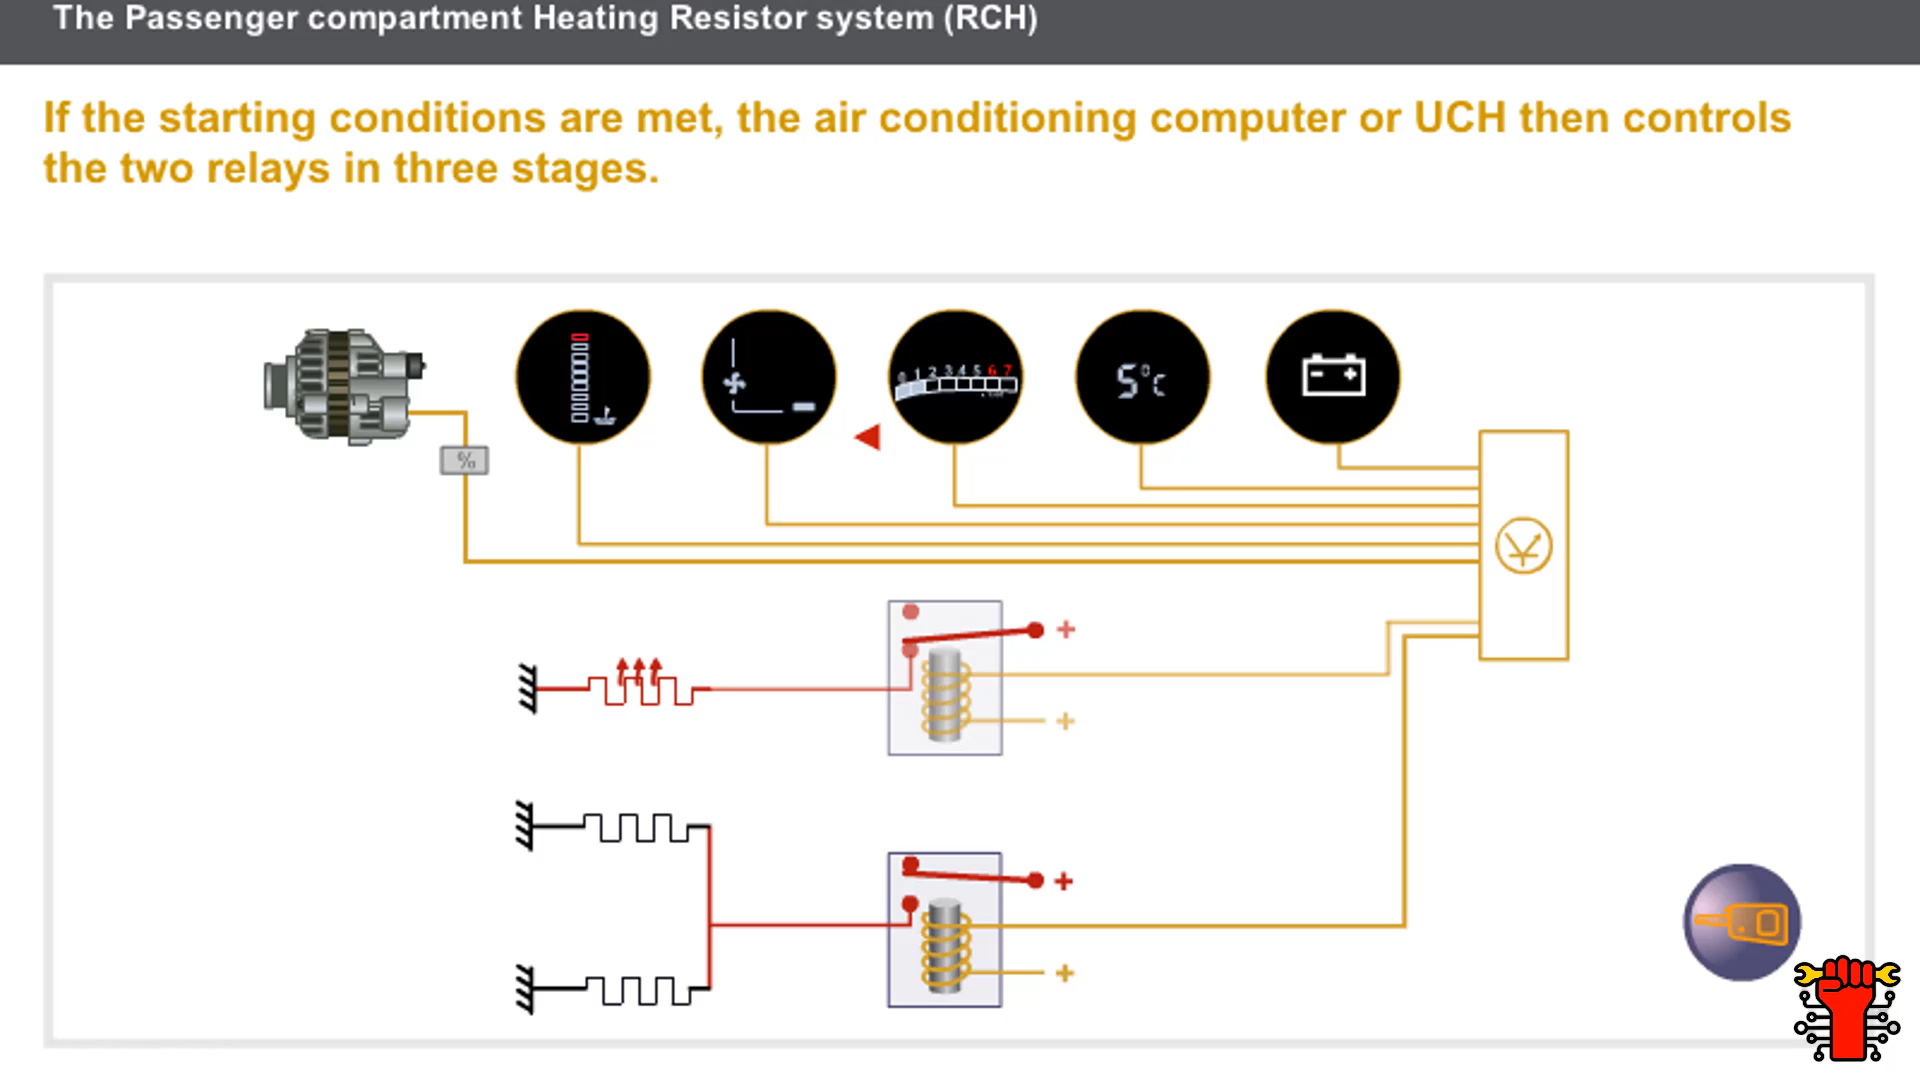 The Passenger compartment Heating Resistor system (RCH)
If the starting conditions are met, the air conditioning computer or UCH then controls
the two relays in three stages.
0 1 2 3 4 5 6 7
5°C
- +
%
+
+
+
+